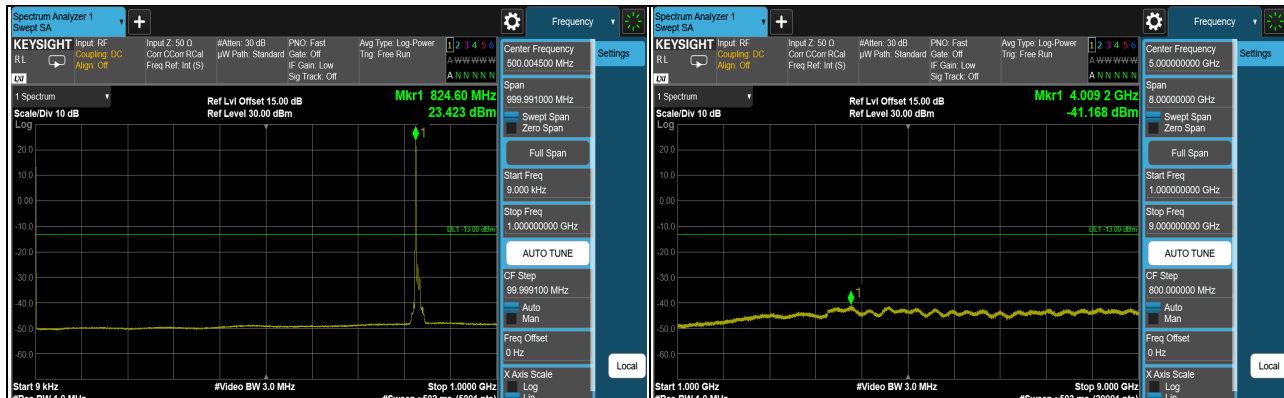 Spectrum Analyzer 1
Swept SA
Frequency
KEYSIGHT
R L
LXI
Input: RF
Coupling: DC
Align: Off
Input Z: 50 Ω
Corr CCorr RCal
Freq Ref: Int (S)
#Atten: 30 dB
µW Path: Standard
PNO: Fast
Gate: Off
IF Gain: Low
Sig Track: Off
Avg Type: Log-Power
Trig: Free Run
1 2 3 4 5 6
A W W W W W
A N N N N N
1 Spectrum
Scale/Div 10 dB
Log
Ref Lvl Offset 15.00 dB
Ref Level 30.00 dBm
Mkr1 824.60 MHz
23.423 dBm
1
20.0
10.0
0.00
-10.0
DL1 -13.00 dBm
-20.0
-30.0
-40.0
-50.0
-60.0
Start 9 kHz
#Video BW 3.0 MHz
Stop 1.0000 GHz
Center Frequency
500.004500 MHz
Settings
Span
999.991000 MHz
Swept Span
Zero Span
Full Span
Start Freq
9.000 kHz
Stop Freq
1.000000000 GHz
AUTO TUNE
CF Step
99.999100 MHz
Auto
Man
Freq Offset
0 Hz
X Axis Scale
Log
Lin
Local
Spectrum Analyzer 1
Swept SA
Frequency
KEYSIGHT
R L
LXI
Input: RF
Coupling: DC
Align: Off
Input Z: 50 Ω
Corr CCorr RCal
Freq Ref: Int (S)
#Atten: 30 dB
µW Path: Standard
PNO: Fast
Gate: Off
IF Gain: Low
Sig Track: Off
Avg Type: Log-Power
Trig: Free Run
1 2 3 4 5 6
A W W W W W
A N N N N N
1 Spectrum
Scale/Div 10 dB
Log
Ref Lvl Offset 15.00 dB
Ref Level 30.00 dBm
Mkr1 4.009 2 GHz
-41.168 dBm
20.0
10.0
0.00
-10.0
DL1 -13.00 dBm
-20.0
-30.0
1
-40.0
-50.0
-60.0
Start 1.000 GHz
#Video BW 3.0 MHz
Stop 9.000 GHz
Center Frequency
5.000000000 GHz
Settings
Span
8.00000000 GHz
Swept Span
Zero Span
Full Span
Start Freq
1.000000000 GHz
Stop Freq
9.000000000 GHz
AUTO TUNE
CF Step
800.000000 MHz
Auto
Man
Freq Offset
0 Hz
X Axis Scale
Log
Lin
Local